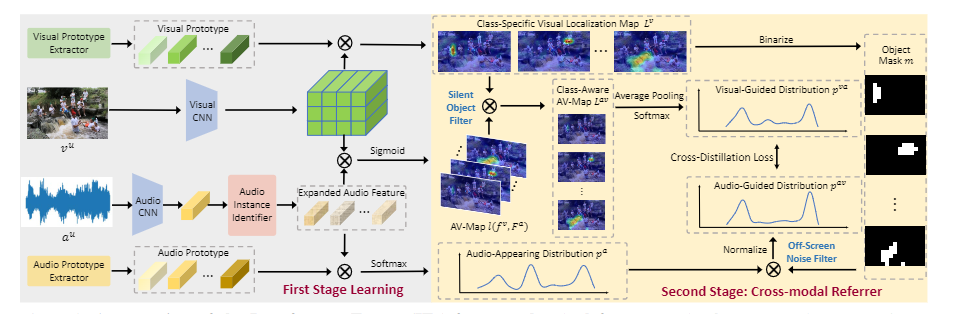 Visual Prototype
Extractor
Visual Prototype
...
Class-Specific Visual Localization Map L^v
...
Binarize
Object
Mask m
v^u
Visual
CNN
Sigmoid
Silent
Object
Filter
Class-Aware
AV-Map L^av
Average Pooling
Softmax
Visual-Guided Distribution p^va
Cross-Distillation Loss
a^u
Audio
CNN
Audio
Instance
Identifier
Expanded Audio Feature
...
AV-Map l(f^v, F^a)
Audio-Guided Distribution p^av
Normalize
Off-Screen
Noise Filter
Audio Prototype
Extractor
Audio Prototype
...
Softmax
Audio-Appearing Distribution p^a
First Stage Learning
Second Stage: Cross-modal Referrer